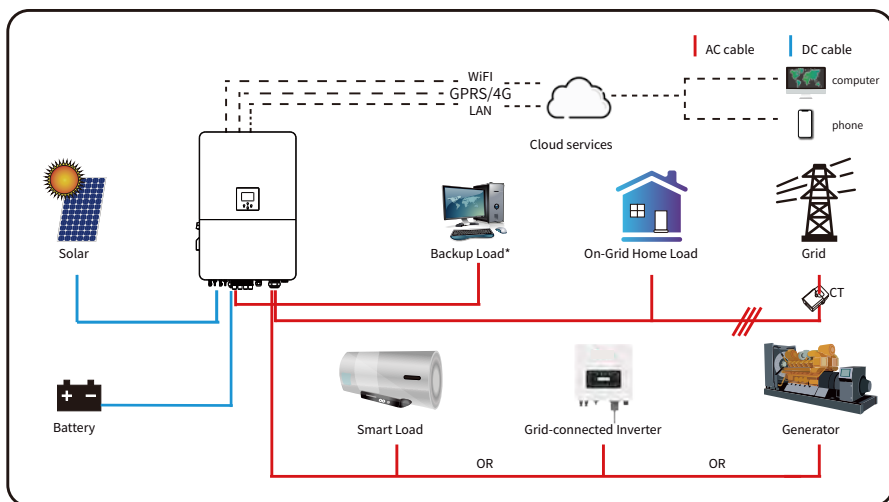 AC cable
DC cable
WiFI
GPRS/4G
LAN
computer
phone
Cloud services
Solar
Backup Load*
On-Grid Home Load
Grid
CT
Battery
Smart Load
Grid-connected Inverter
Generator
OR
OR